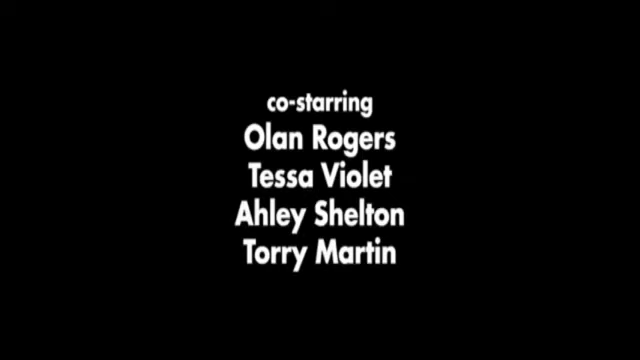 co-starring
Olan Rogers
Tessa Violet
Ahley Shelton
Torry Martin